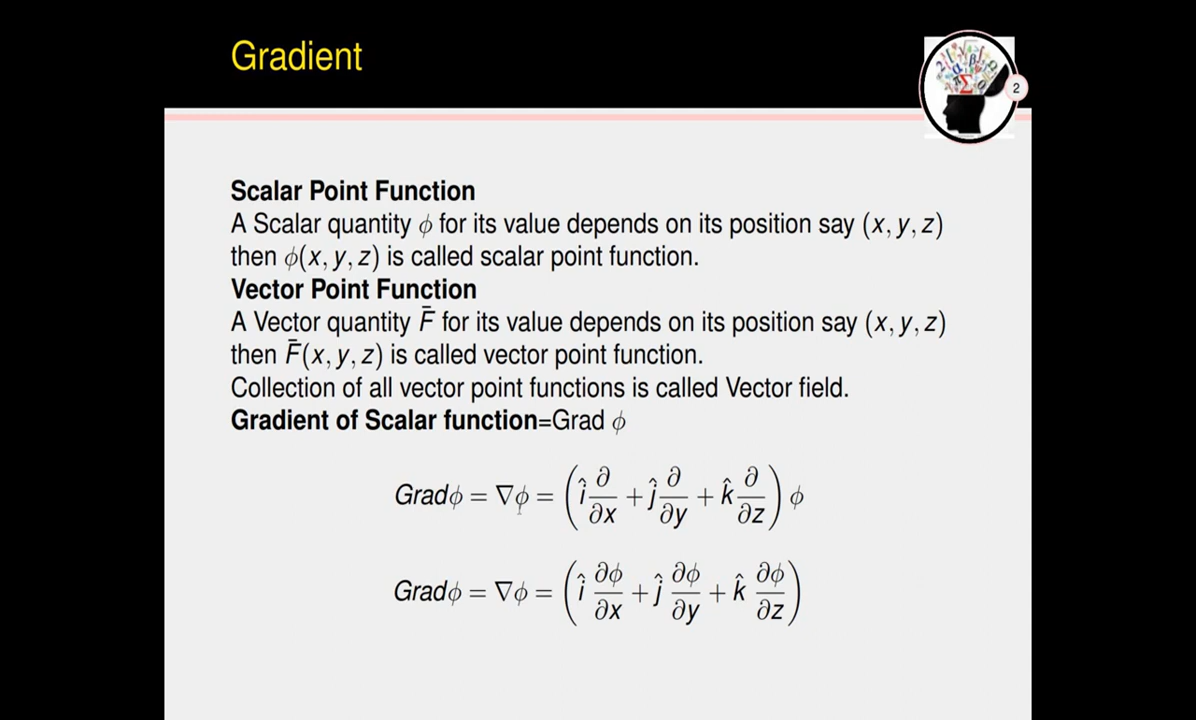 Gradient
2
Scalar Point Function
A Scalar quantity ϕ for its value depends on its position say (x, y, z)
then ϕ(x, y, z) is called scalar point function.
Vector Point Function
A Vector quantity F̄ for its value depends on its position say (x, y, z)
then F̄(x, y, z) is called vector point function.
Collection of all vector point functions is called Vector field.
Gradient of Scalar function=Grad ϕ
Gradϕ = ∇ϕ = (î ∂/∂x + ĵ ∂/∂y + k̂ ∂/∂z) ϕ
Gradϕ = ∇ϕ = (î ∂ϕ/∂x + ĵ ∂ϕ/∂y + k̂ ∂ϕ/∂z)